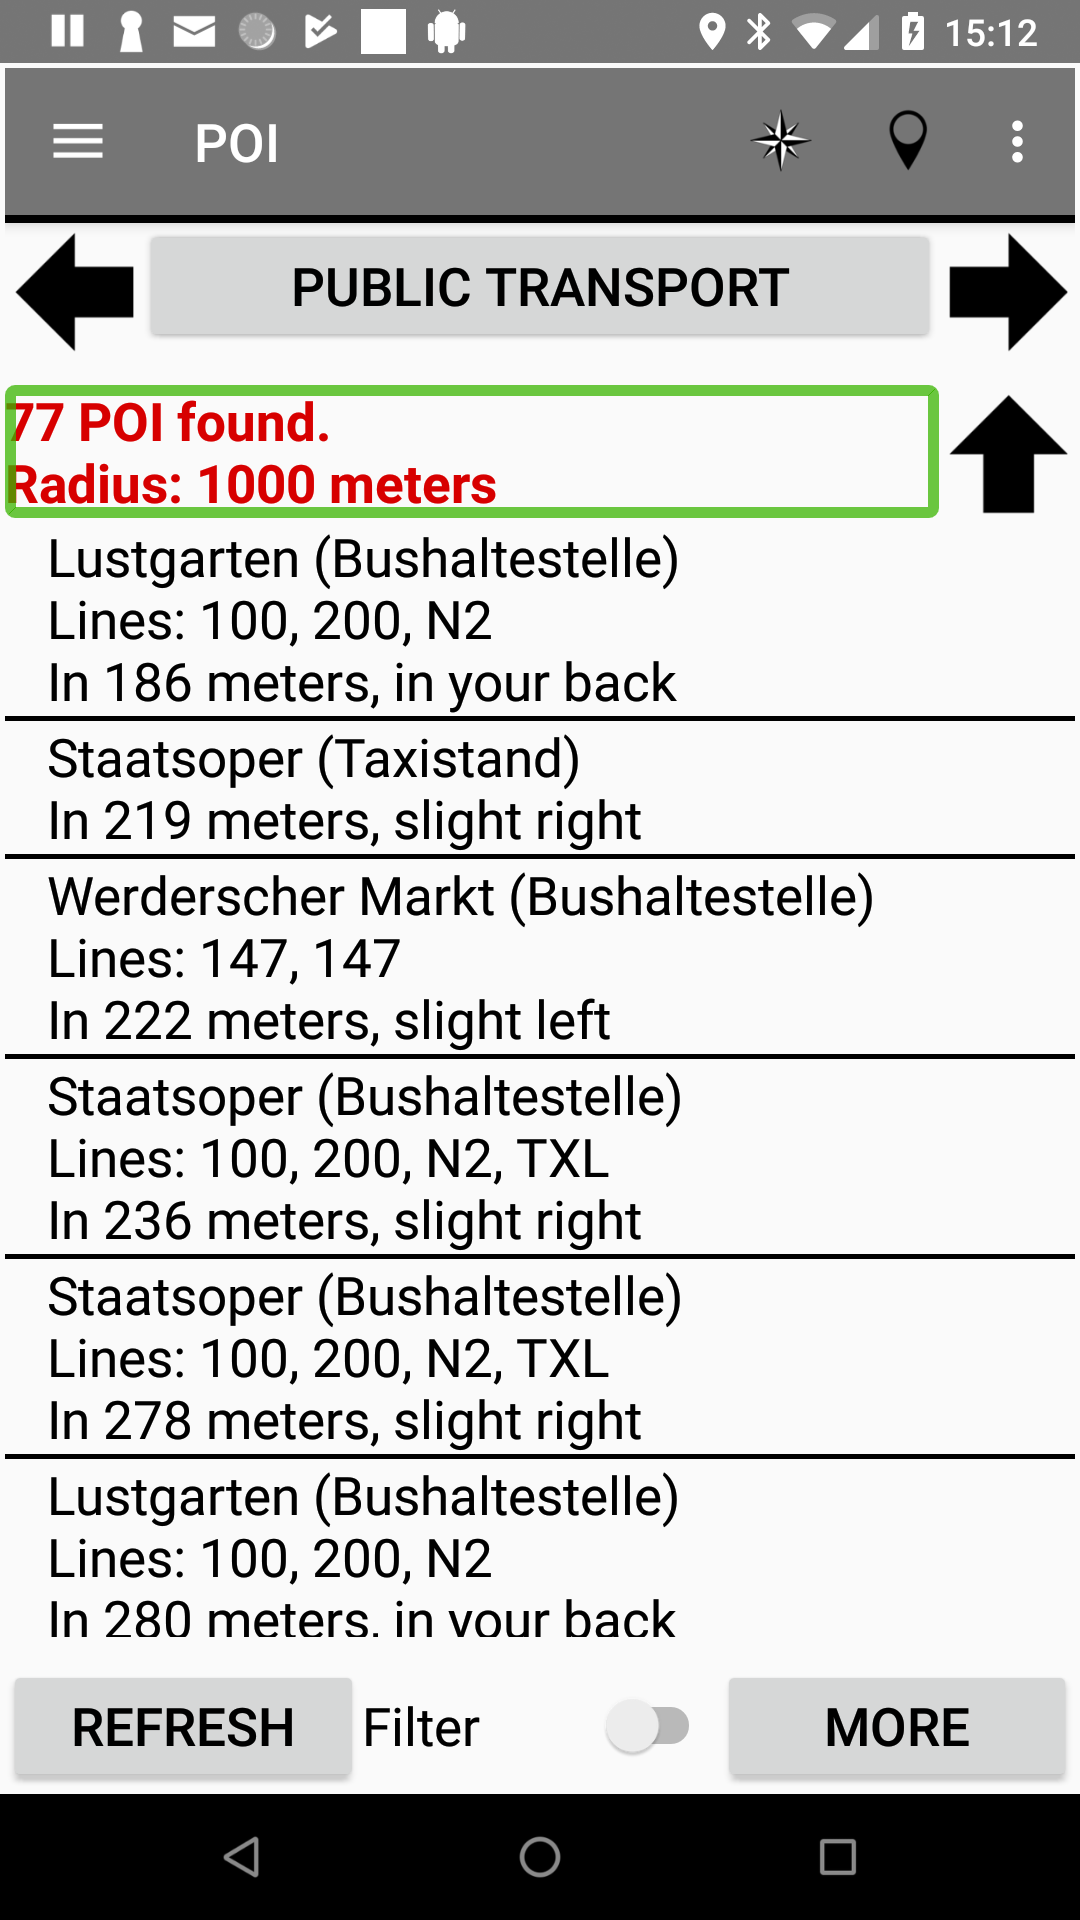 15:12
POI
PUBLIC TRANSPORT
77 POI found.
Radius: 1000 meters
Lustgarten (Bushaltestelle)
Lines: 100, 200, N2
In 186 meters, in your back
Staatsoper (Taxistand)
In 219 meters, slight right
Werderscher Markt (Bushaltestelle)
Lines: 147, 147
In 222 meters, slight left
Staatsoper (Bushaltestelle)
Lines: 100, 200, N2, TXL
In 236 meters, slight right
Staatsoper (Bushaltestelle)
Lines: 100, 200, N2, TXL
In 278 meters, slight right
Lustgarten (Bushaltestelle)
Lines: 100, 200, N2
In 280 meters, in your back
REFRESH Filter MORE